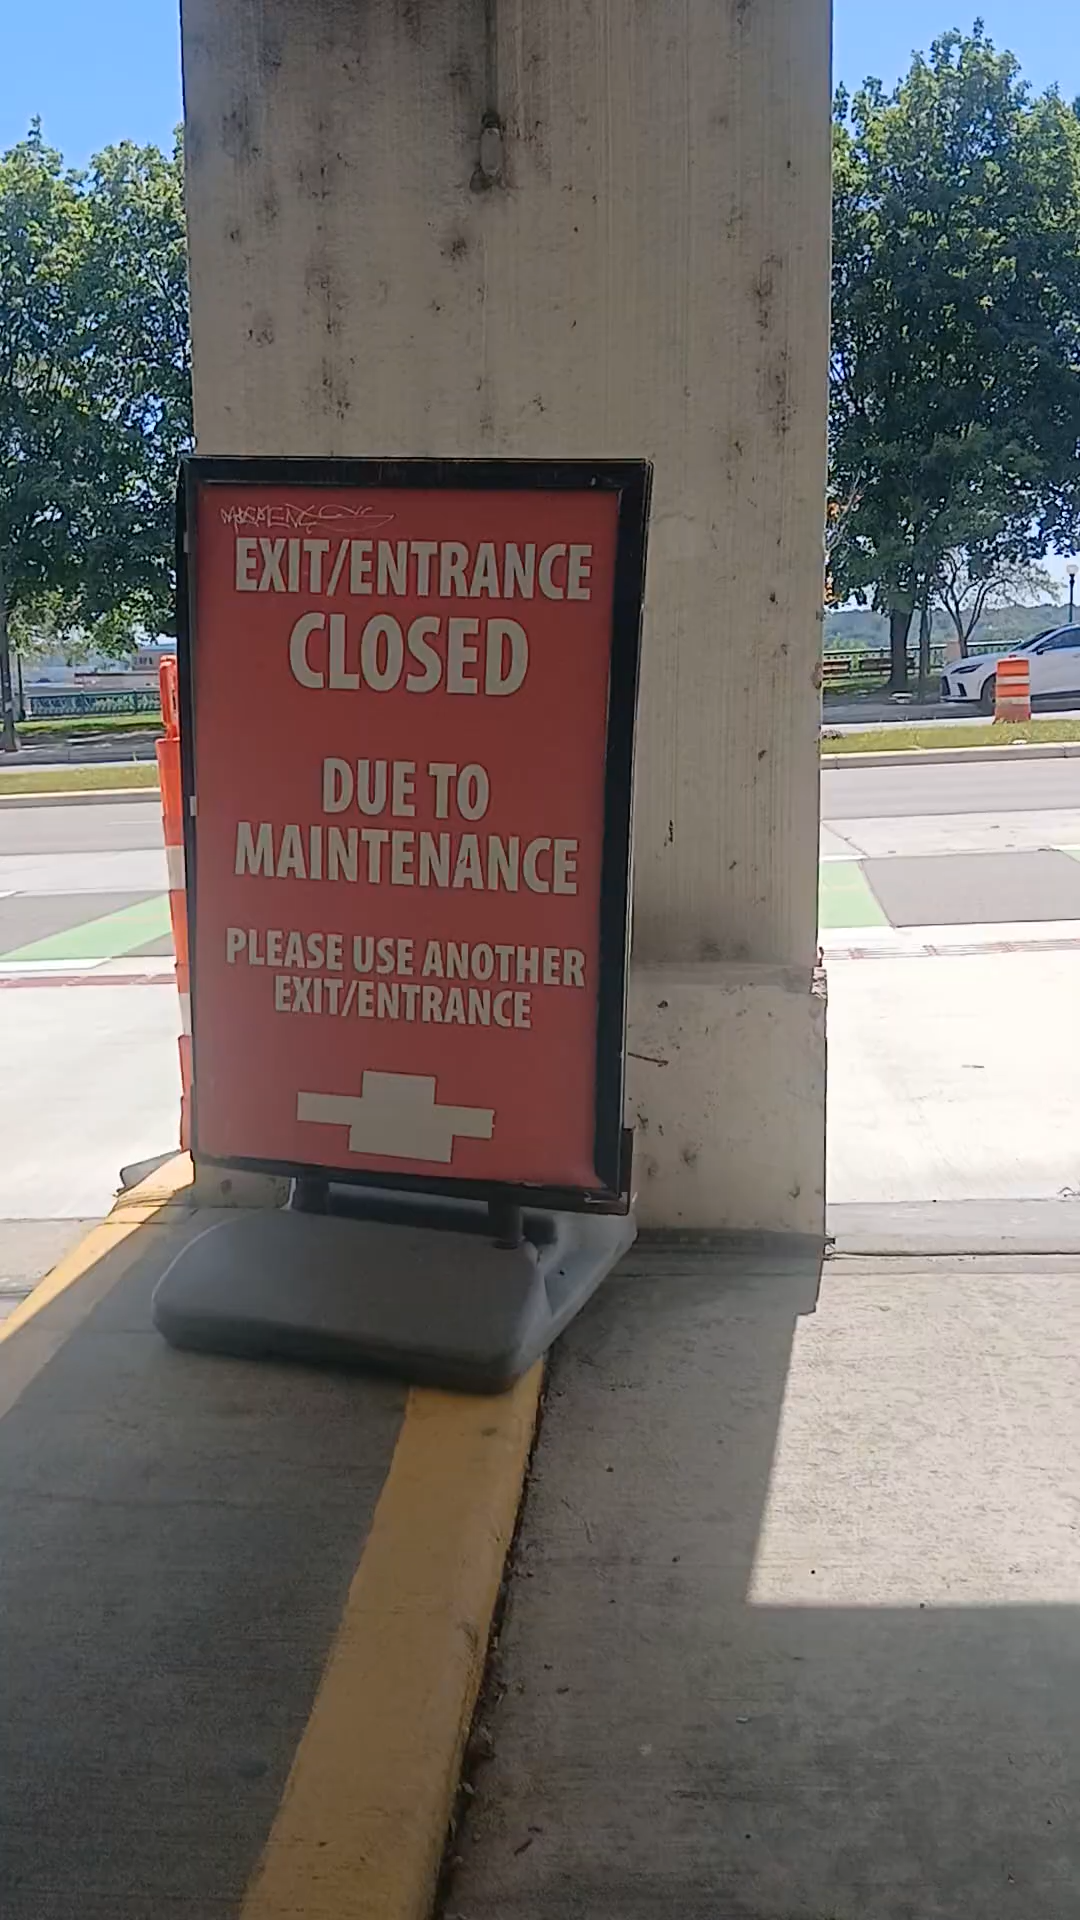 EXIT/ENTRANCE
CLOSED
DUE TO
MAINTENANCE
PLEASE USE ANOTHER
EXIT/ENTRANCE